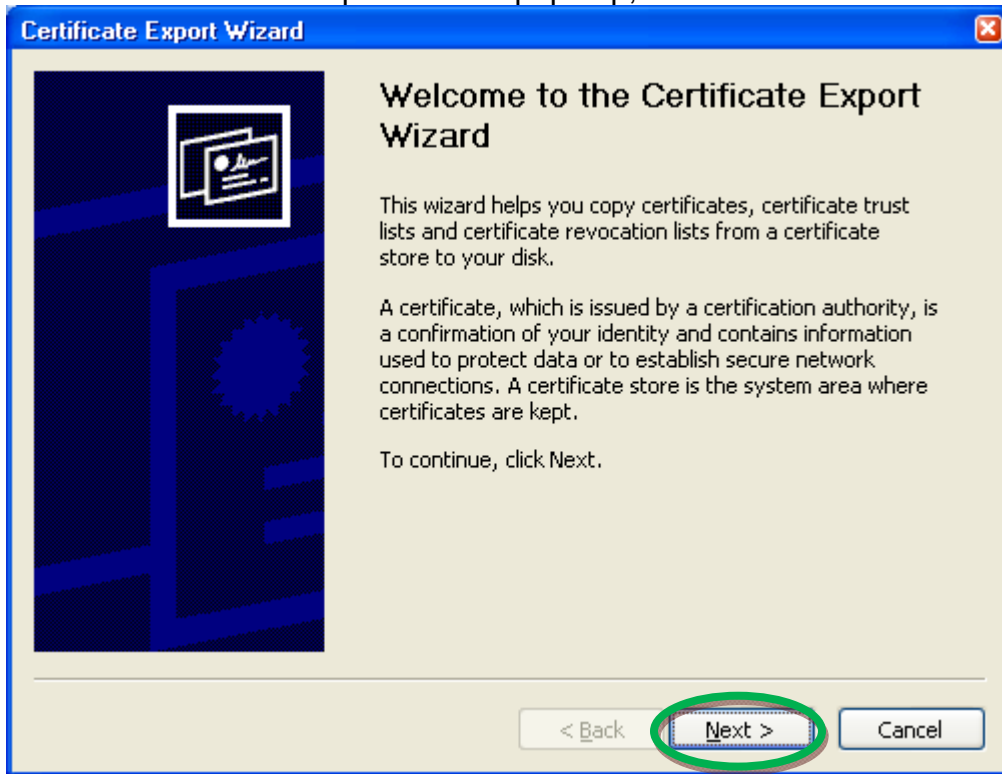 Certificate Export Wizard
Welcome to the Certificate Export
Wizard
This wizard helps you copy certificates, certificate trust
lists and certificate revocation lists from a certificate
store to your disk.
A certificate, which is issued by a certification authority, is
a confirmation of your identity and contains information
used to protect data or to establish secure network
connections. A certificate store is the system area where
certificates are kept.
To continue, click Next.
< Back
Next >
Cancel